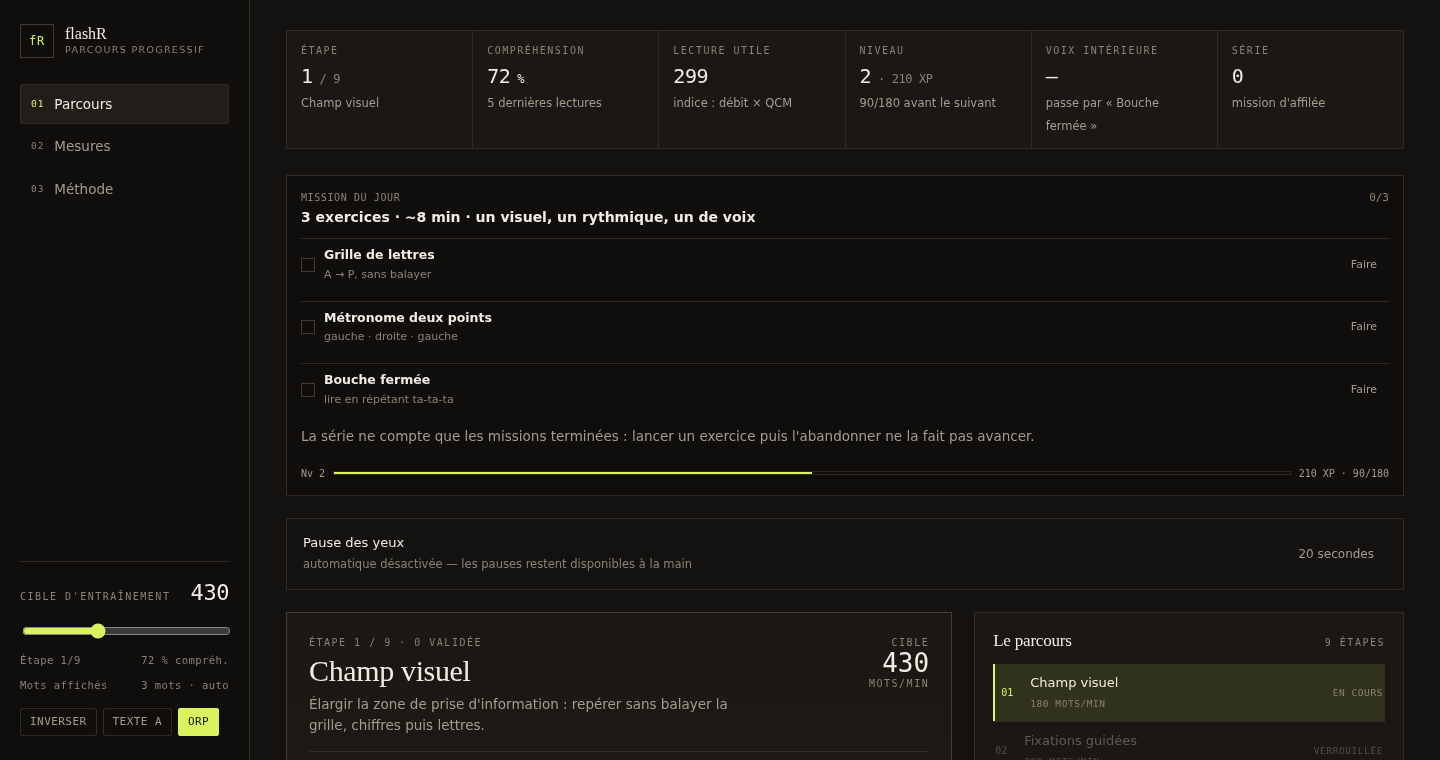 fR
flashR
PARCOURS PROGRESSIF
01 Parcours
02 Mesures
03 Méthode
CIBLE D'ENTRAÎNEMENT 430
Étape 1/9 72 % compréh.
Mots affichés 3 mots · auto
INVERSER TEXTE A ORP
ÉTAPE
1 / 9
Champ visuel
COMPRÉHENSION
72 %
5 dernières lectures
LECTURE UTILE
299
indice : débit × QCM
NIVEAU
2 · 210 XP
90/180 avant le suivant
VOIX INTÉRIEURE
—
passe par « Bouche
fermée »
SÉRIE
0
mission d'affilée
MISSION DU JOUR 0/3
3 exercices · ~8 min · un visuel, un rythmique, un de voix
Grille de lettres
A → P, sans balayer
Faire
Métronome deux points
gauche · droite · gauche
Faire
Bouche fermée
lire en répétant ta-ta-ta
Faire
La série ne compte que les missions terminées : lancer un exercice puis l'abandonner ne la fait pas avancer.
Nv 2 210 XP · 90/180
Pause des yeux
automatique désactivée — les pauses restent disponibles à la main
20 secondes
ÉTAPE 1 / 9 · 0 VALIDÉE
Champ visuel
Élargir la zone de prise d'information : repérer sans balayer la
grille, chiffres puis lettres.
CIBLE
430
MOTS/MIN
Le parcours 9 ÉTAPES
01 Champ visuel
180 MOTS/MIN
EN COURS
02 Fixations guidées
VERROUILLÉE